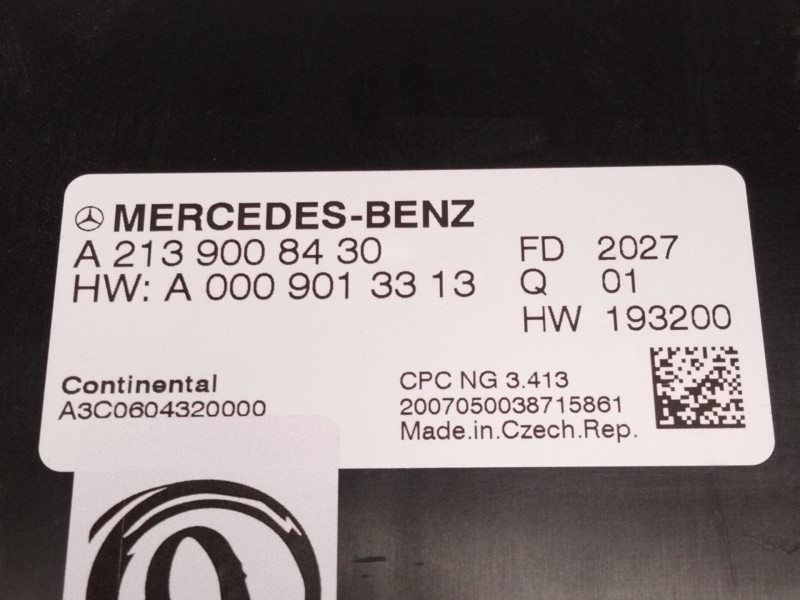 MERCEDES-BENZ
A 213 900 84 30 FD 2027
HW: A 000 901 33 13 Q 01
HW 193200
Continental CPC NG 3.413
A3C0604320000 2007050038715861
Made.in.Czech.Rep.